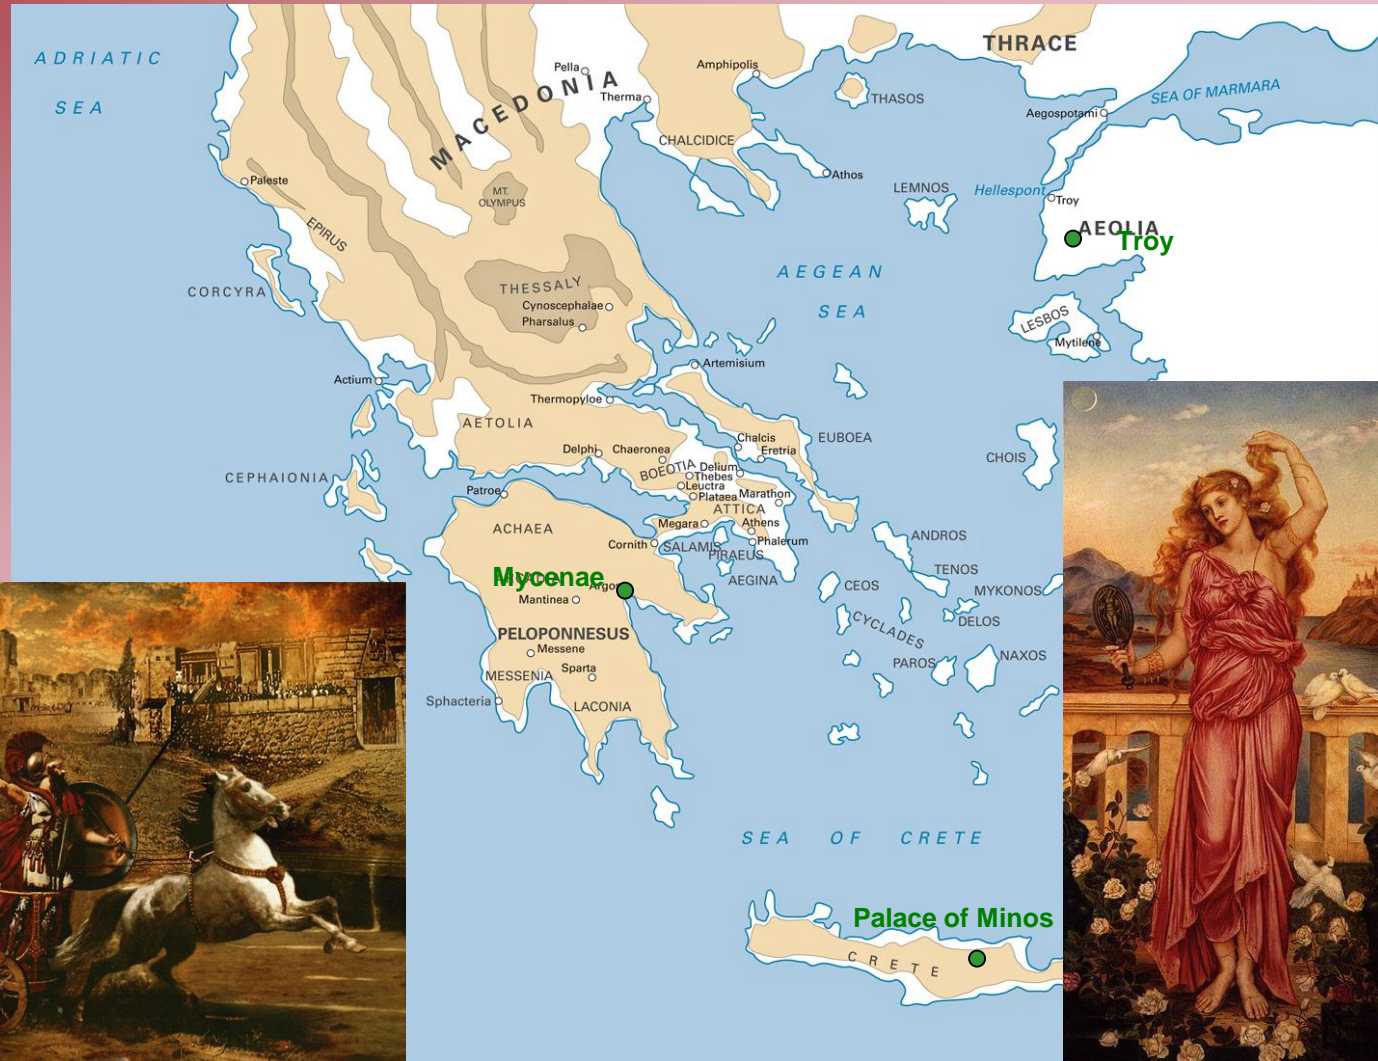 ADRIATIC
SEA
THRACE
Pella
MACEDONIA
Therma
Amphipolis
THASOS
SEA OF MARMARA
Aegospotami
CHALCIDICE
Athos
LEMNOS
Hellespont
Troy
AEOLIA
Troy
Paleste
MT.
OLYMPUS
EPIRUS
CORCYRA
THESSALY
Cynoscephalae
Pharsalus
AEGEAN
SEA
LESBOS
Mytilene
Artemisium
Actium
Thermopyloe
AETOLIA
Delphi
Chaeronea
Chalcis
Eretria
EUBOEA
CHOIS
BOEOTIA
Delium
Thebes
Leuctra
Plataea
Marathon
CEPHAIONIA
Patroe
ATTICA
ACHAEA
Megara
Athens
Cornith
SALAMIS
Phalerum
PIRAEUS
ANDROS
Mycenae
ARCADIA
Argos
AEGINA
TENOS
CEOS
MYKONOS
Mantinea
DELOS
CYCLADES
PELOPONNESUS
Messene
PAROS
NAXOS
MESSENIA
Sparta
Sphacteria
LACONIA
SEA OF CRETE
Palace of Minos
CRETE